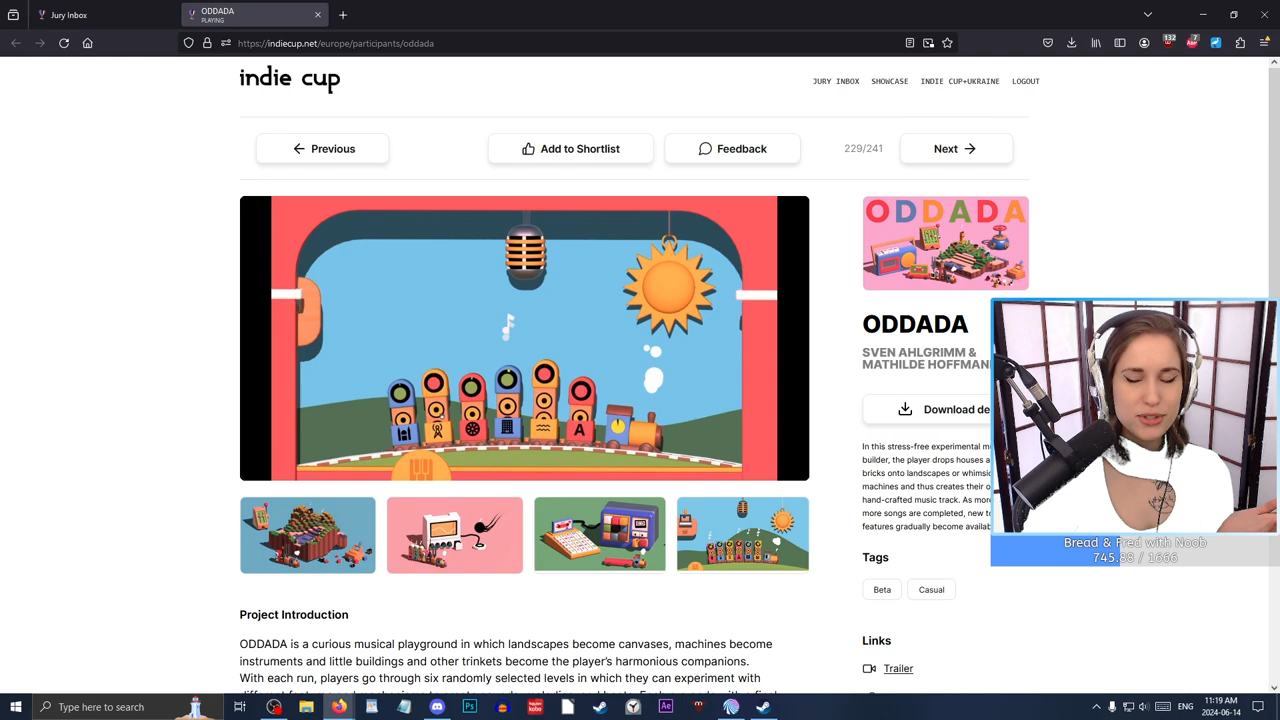 Jury Inbox
ODDADA
PLAYING
https://indiecup.net/europe/participants/oddada
132
7
indie cup
JURY INBOX SHOWCASE INDIE CUP+UKRAINE LOGOUT
Previous
Add to Shortlist
Feedback
229/241
Next
ODDADA
ODDADA
SVEN AHLGRIMM &
MATHILDE HOFFMAN
Download de
In this stress-free experimental m
builder, the player drops houses a
bricks onto landscapes or whimsic
machines and thus creates their o
hand-crafted music track. As more
more songs are completed, new to
features gradually become availab
Bread & Fred with Noob
745.88 / 1666
Tags
Beta Casual
Links
Trailer
Project Introduction
ODDADA is a curious musical playground in which landscapes become canvases, machines become
instruments and little buildings and other trinkets become the player's harmonious companions.
With each run, players go through six randomly selected levels in which they can experiment with
Type here to search
ENG
11:19 AM
2024-06-14